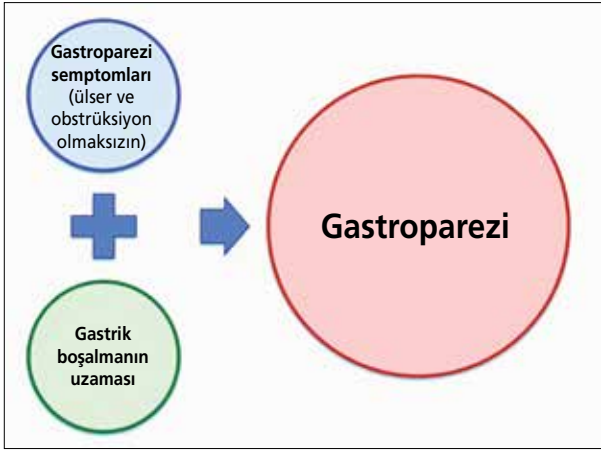 Gastroparezi
semptomları
(ülser ve
obstrüksiyon
olmaksızın)
Gastrik
boşalmanın
uzaması
Gastroparezi